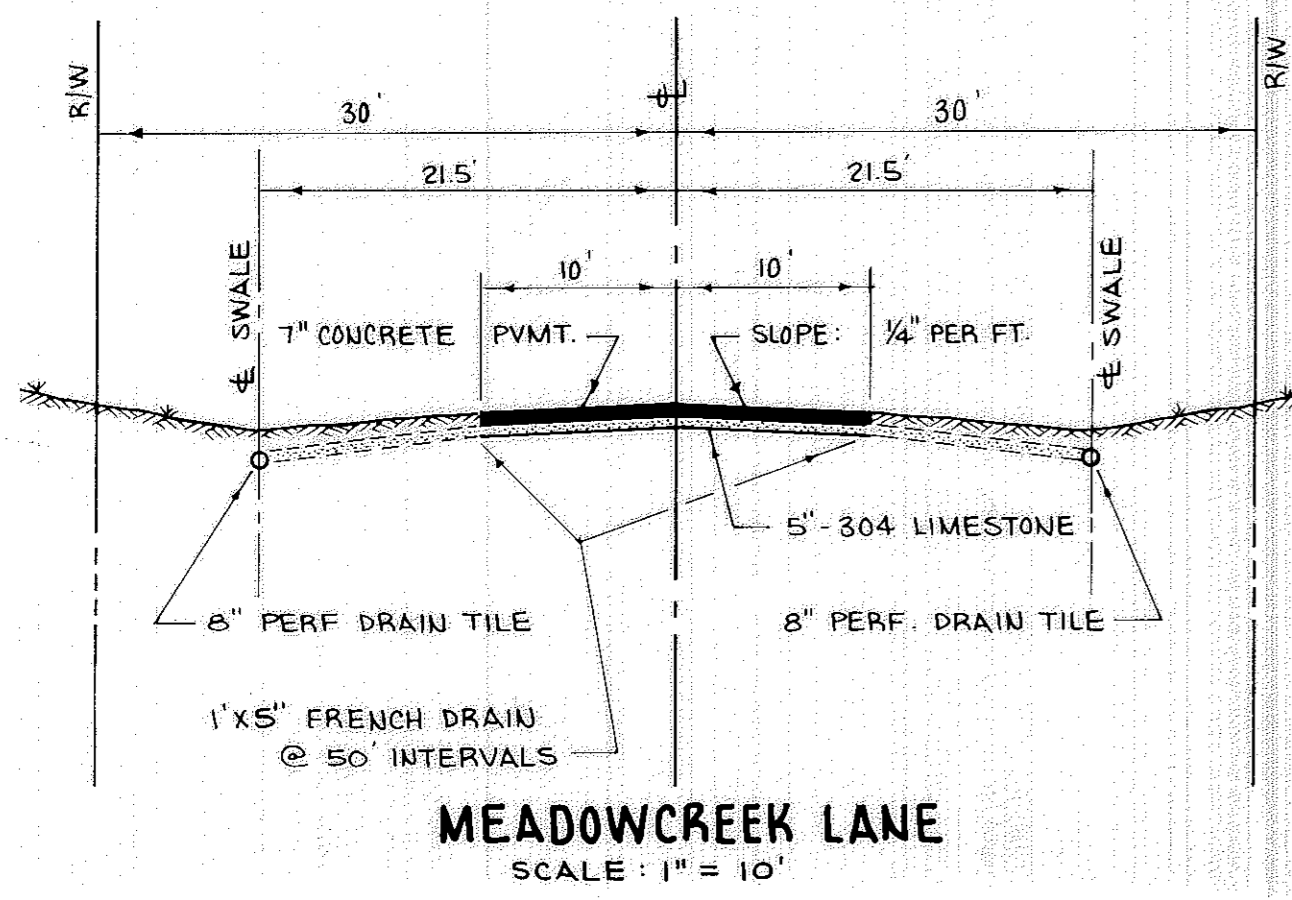 R/W
R/W
30'
℄
30'
21.5'
21.5'
10'
10'
℄ SWALE
℄ SWALE
7" CONCRETE PVMT.
SLOPE: 1/4" PER FT.
5"-304 LIMESTONE
8" PERF DRAIN TILE
8" PERF. DRAIN TILE
1'X5" FRENCH DRAIN
@ 50' INTERVALS
MEADOWCREEK LANE
SCALE: 1" = 10'